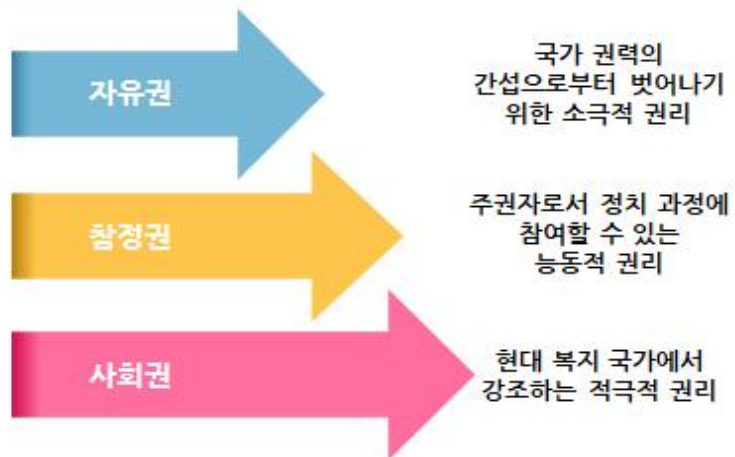 자유권
국가 권력의
간섭으로부터 벗어나기
위한 소극적 권리
참정권
주권자로서 정치 과정에
참여할 수 있는
능동적 권리
사회권
현대 복지 국가에서
강조하는 적극적 권리